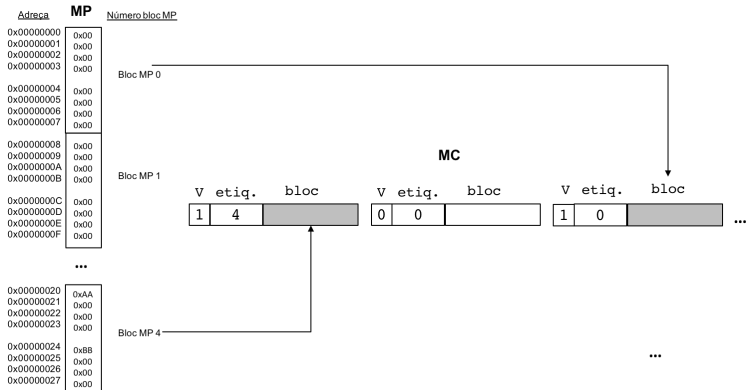 Adreça MP Número bloc MP
0x00000000 0x00
0x00000001 0x00
0x00000002 0x00
0x00000003 0x00
Bloc MP 0
0x00000004 0x00
0x00000005 0x00
0x00000006 0x00
0x00000007 0x00
0x00000008 0x00
0x00000009 0x00
0x0000000A 0x00
0x0000000B 0x00
Bloc MP 1
0x0000000C 0x00
0x0000000D 0x00
0x0000000E 0x00
0x0000000F 0x00
...
0x00000020 0xAA
0x00000021 0x00
0x00000022 0x00
0x00000023 0x00
Bloc MP 4
0x00000024 0xBB
0x00000025 0x00
0x00000026 0x00
0x00000027 0x00
MC
V etiq. bloc V etiq. bloc V etiq. bloc
1 4 0 0 1 0 ...
...